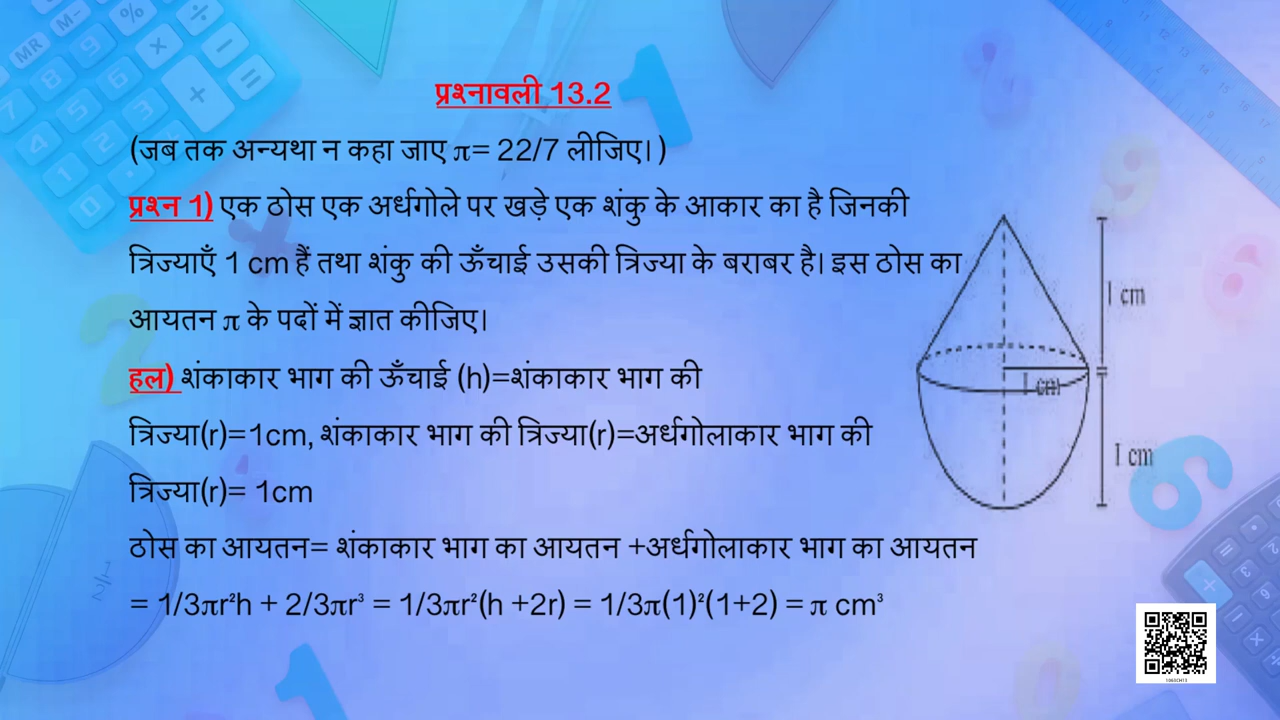 प्रश्नावली 13.2
(जब तक अन्यथा न कहा जाए π= 22/7 लीजिए।)
प्रश्न 1) एक ठोस एक अर्धगोले पर खड़े एक शंकु के आकार का है जिनकी
त्रिज्याएँ 1 cm हैं तथा शंकु की ऊँचाई उसकी त्रिज्या के बराबर है। इस ठोस का
आयतन π के पदों में ज्ञात कीजिए।
हल) शंकाकार भाग की ऊँचाई (h)=शंकाकार भाग की
त्रिज्या(r)=1cm, शंकाकार भाग की त्रिज्या(r)=अर्धगोलाकार भाग की
त्रिज्या(r)= 1cm
ठोस का आयतन= शंकाकार भाग का आयतन +अर्धगोलाकार भाग का आयतन
= 1/3πr²h + 2/3πr³ = 1/3πr²(h +2r) = 1/3π(1)²(1+2) = π cm³
1 cm
1 cm
1 cm